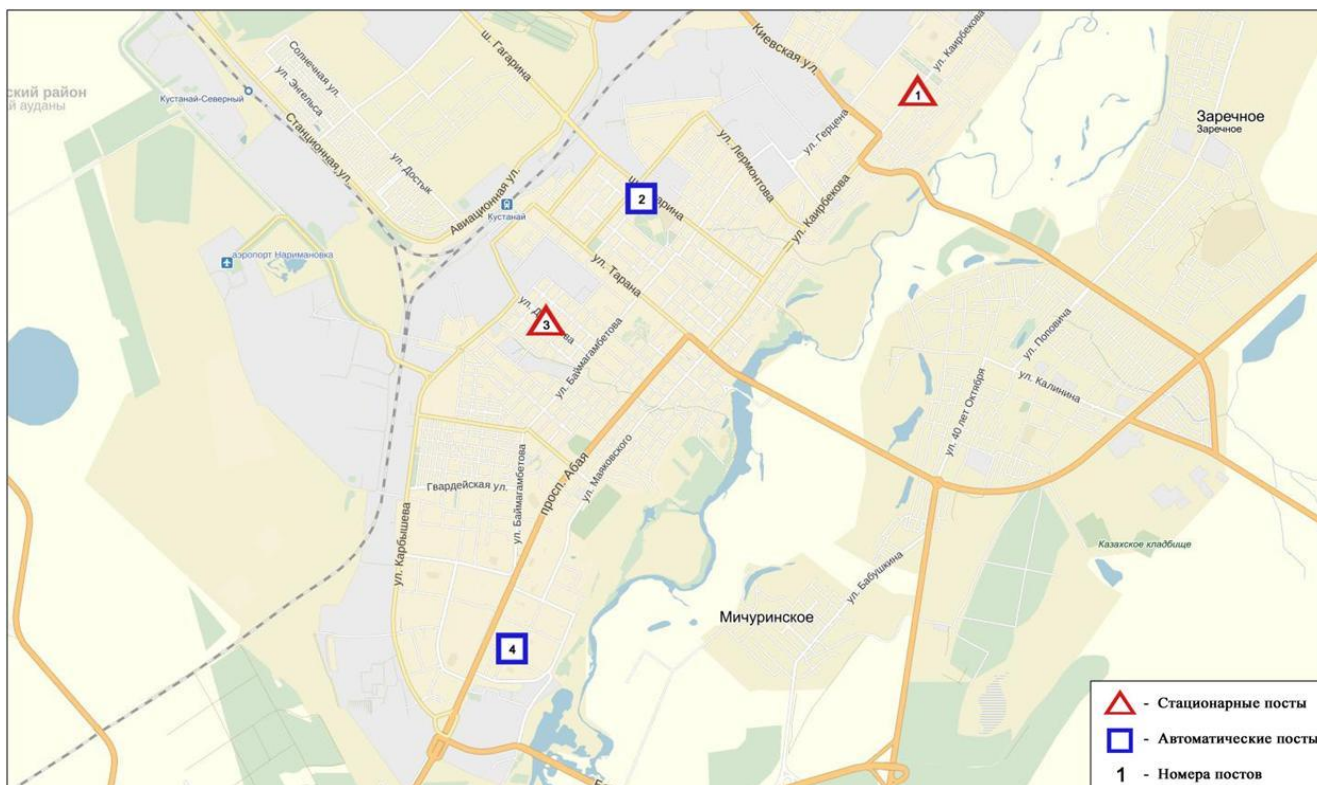 ский район
й ауданы
Кустанай-Северный
Солнечная ул.
ул. Энгельса
Станционная ул.
ул. Достык
ш. Гагарина
Авиационная ул.
Кустанай
аэропорт Наримановка
Киевская ул.
ул. Каирбекова
1
Заречное
Заречное
ул. Герцена
ул. Лермонтова
2
ул. Каирбекова
ул. Тарана
3
ул. Баймагамбетова
ул. Поповича
ул. Калинина
ул. 40 лет Октября
Гвардейская ул.
ул. Баймагамбетова
просп. Абая
ул. Маяковского
ул. Карбышева
Казахское кладбище
ул. Бабушкина
Мичуринское
4
- Стационарные посты
- Автоматические посты
1 - Номера постов